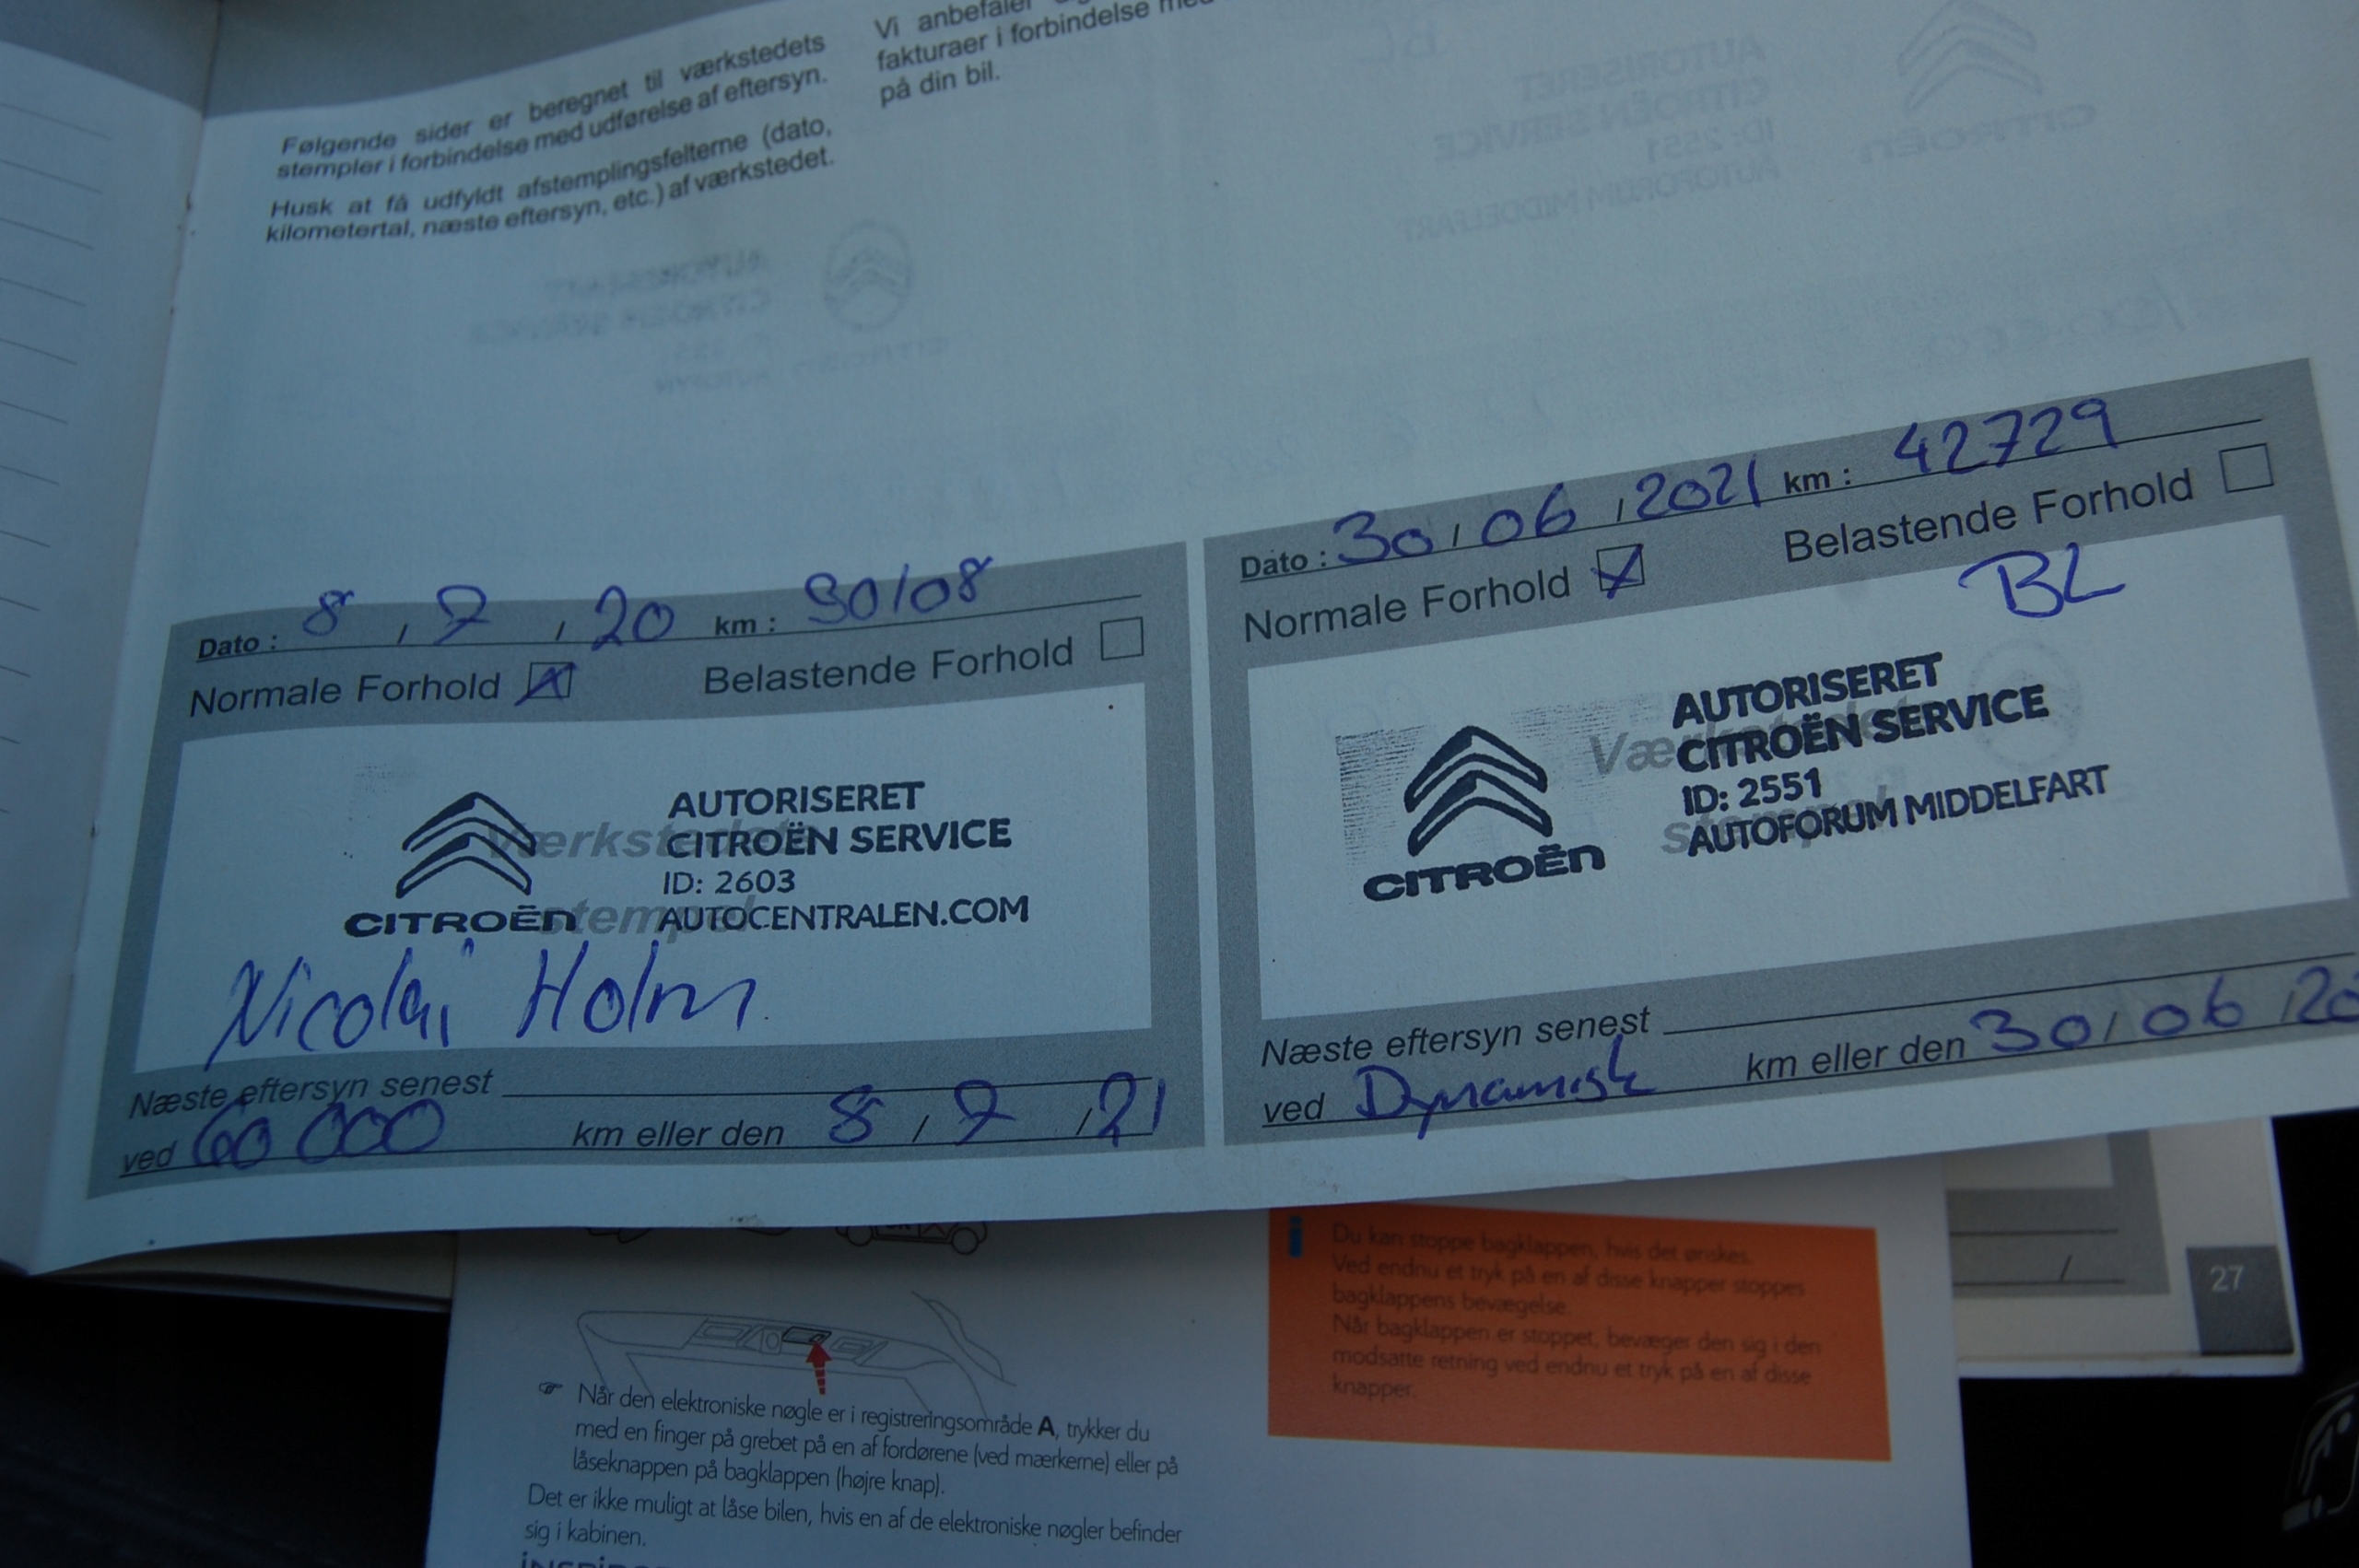 Følgende sider er beregnet til værkstedets
stempler i forbindelse med udførelse af eftersyn.
Husk at få udfyldt afstemplingsfelterne (dato,
kilometertal, næste eftersyn, etc.) af værkstedet.
Vi anbefaler
fakturaer i forbindelse
på din bil.
Dato : 8 / 7 / 20 km : 30108
Normale Forhold X Belastende Forhold
Værkstedets
stempel
AUTORISERET
CITROËN SERVICE
ID: 2603
CITROËN AUTOCENTRALEN.COM
Nicolai Holm
Næste eftersyn senest
ved 60 000 km eller den 8 / 7 / 21
Dato : 30 / 06 / 2021 km : 42729
Normale Forhold X Belastende Forhold
BL
AUTORISERET
CITROËN SERVICE
ID: 2551
AUTOFORUM MIDDELFART
CITROËN
Næste eftersyn senest
ved Dynamisk km eller den 30 / 06 / 20
Når den elektroniske nøgle er i registreringsområde A, trykker du
med en finger på grebet på en af fordørene (ved mærkerne) eller på
låseknappen på bagklappen (højre knap).
Det er ikke muligt at låse bilen, hvis en af de elektroniske nøgler befinder
sig i kabinen.
i
Du kan stoppe bagklappen, hvis det ønskes.
Ved endnu et tryk på en af disse knapper stoppes
bagklappens bevægelse.
Når bagklappen er stoppet, bevæger den sig i den
modsatte retning ved endnu et tryk på en af disse
knapper.
27